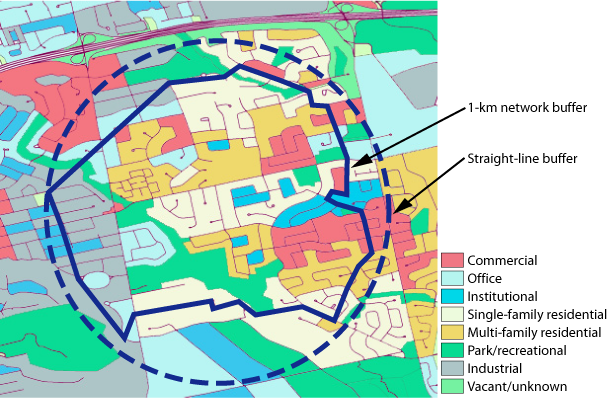 1-km network buffer
Straight-line buffer
Commercial
Office
Institutional
Single-family residential
Multi-family residential
Park/recreational
Industrial
Vacant/unknown